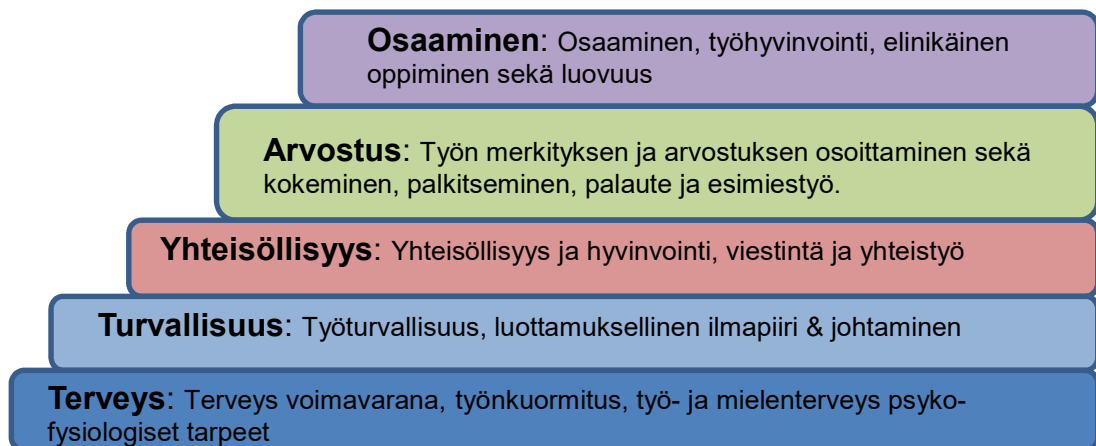 Osaaminen: Osaaminen, työhyvinvointi, elinikäinen
oppiminen sekä luovuus
Arvostus: Työn merkityksen ja arvostuksen osoittaminen sekä
kokeminen, palkitseminen, palaute ja esimiestyö.
Yhteisöllisyys: Yhteisöllisyys ja hyvinvointi, viestintä ja yhteistyö
Turvallisuus: Työturvallisuus, luottamuksellinen ilmapiiri & johtaminen
Terveys: Terveys voimavarana, työnkuormitus, työ- ja mielenterveys psyko-
fysiologiset tarpeet